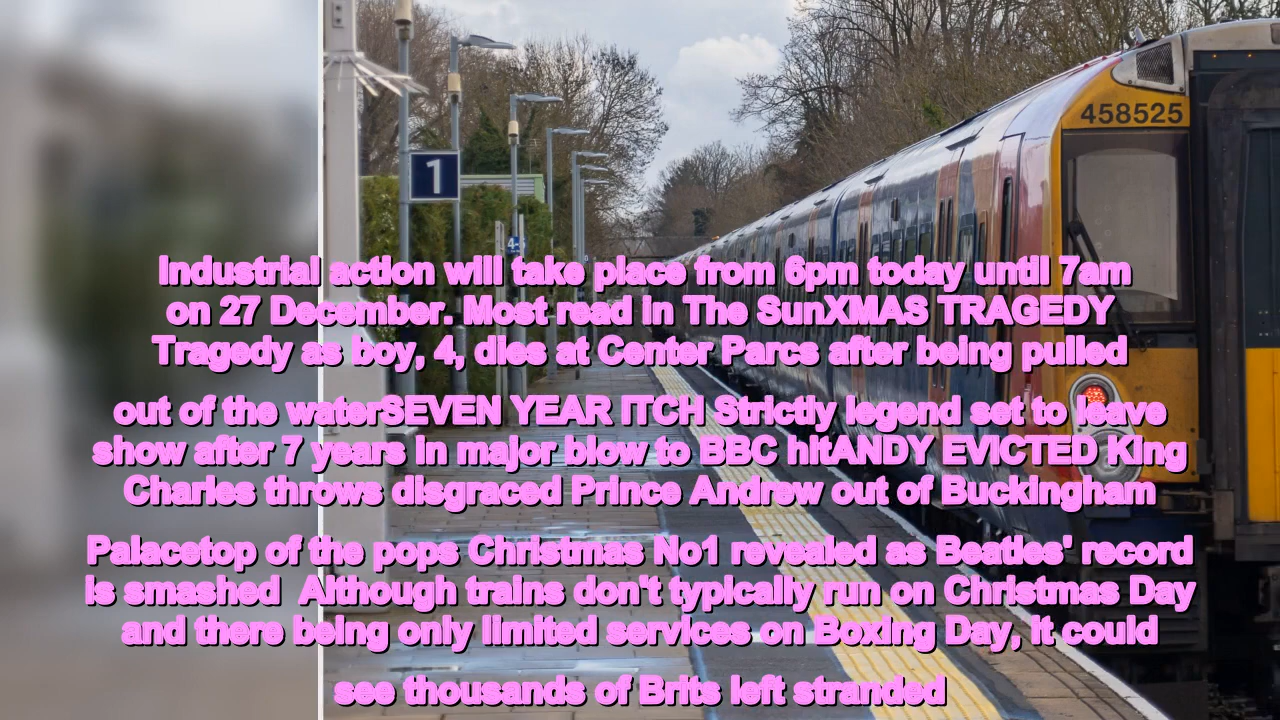 458525
1
4-5
Industrial action will take place from 6pm today until 7am
on 27 December. Most read in The SunXMAS TRAGEDY
Tragedy as boy, 4, dies at Center Parcs after being pulled
out of the waterSEVEN YEAR ITCH Strictly legend set to leave
show after 7 years in major blow to BBC hitANDY EVICTED King
Charles throws disgraced Prince Andrew out of Buckingham
Palacetop of the pops Christmas No1 revealed as Beatles' record
is smashed  Although trains don't typically run on Christmas Day
and there being only limited services on Boxing Day, it could
see thousands of Brits left stranded